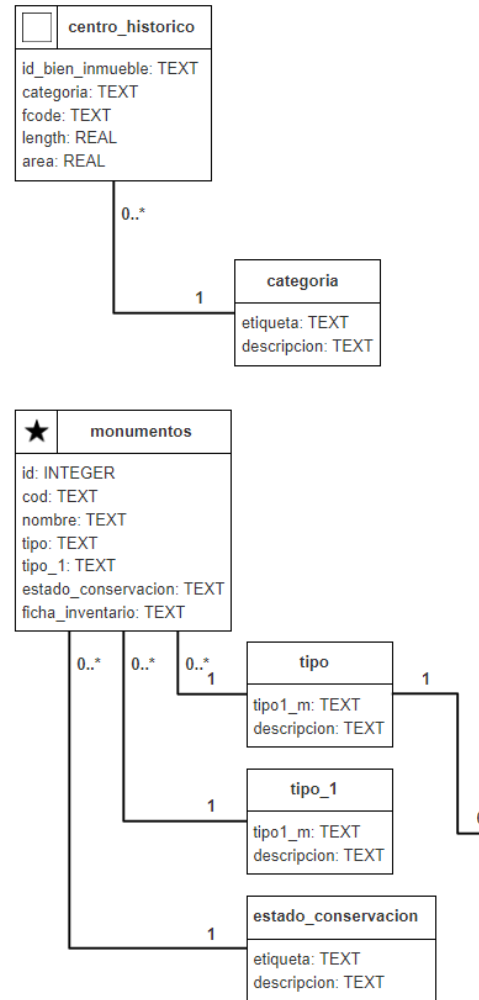 centro_historico
id_bien_inmueble: TEXT
categoria: TEXT
fcode: TEXT
length: REAL
area: REAL
0..*
1
categoria
etiqueta: TEXT
descripcion: TEXT
monumentos
id: INTEGER
cod: TEXT
nombre: TEXT
tipo: TEXT
tipo_1: TEXT
estado_conservacion: TEXT
ficha_inventario: TEXT
0..* 0..* 0..*
1
tipo
tipo1_m: TEXT
descripcion: TEXT
1
1
tipo_1
tipo1_m: TEXT
descripcion: TEXT
1
estado_conservacion
etiqueta: TEXT
descripcion: TEXT